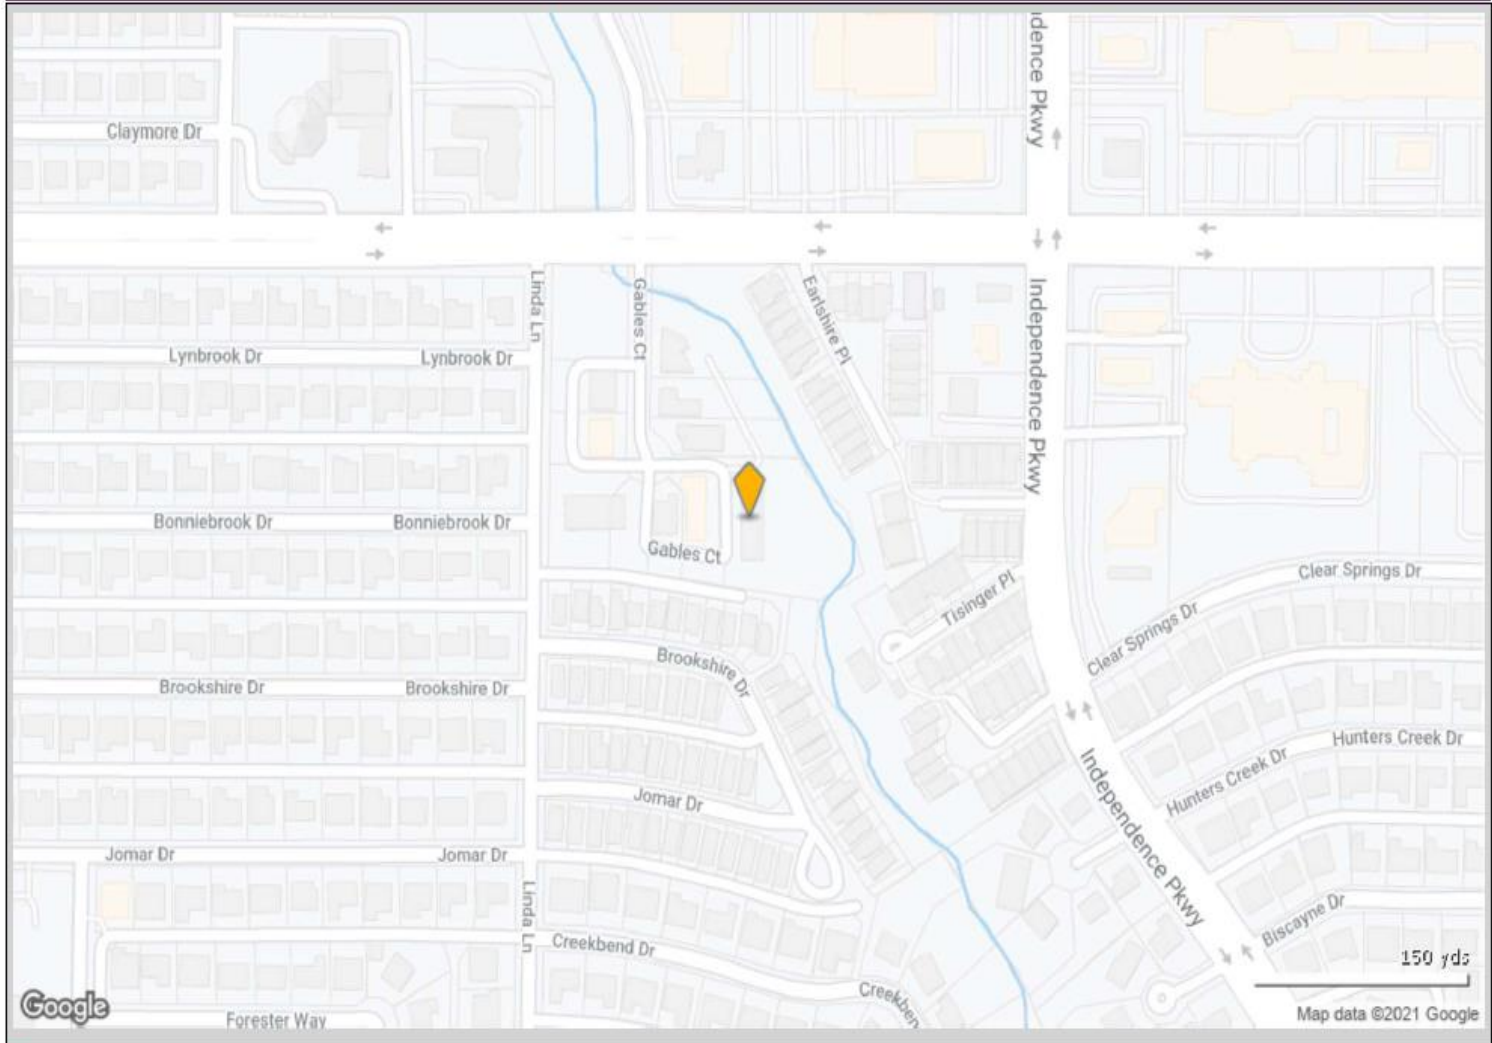 dence Pkwy
Claymore Dr
Linda Ln
Gables Ct
Earlshire Pl
Independence Pkwy
Lynbrook Dr
Lynbrook Dr
Bonniebrook Dr
Bonniebrook Dr
Gables Ct
Clear Springs Dr
Tisinger Pl
Clear Springs Dr
Brookshire Dr
Brookshire Dr
Brookshire Dr
Hunters Creek Dr
Hunters Creek Dr
Independence Pkwy
Jomar Dr
Jomar Dr
Jomar Dr
Linda Ln
Biscayne Dr
Creekbend Dr
150 yds
Creekben
Google
Forester Way
Map data ©2021 Google